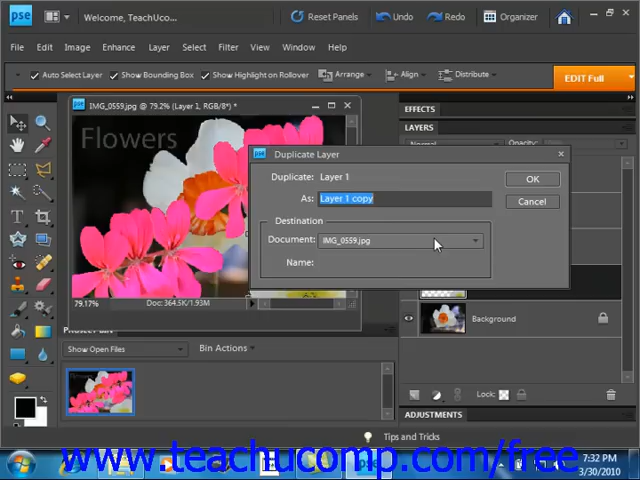 pse
Welcome, TeachUco...
Reset Panels
Undo
Redo
Organizer
File Edit Image Enhance Layer Select Filter View Window Help
Auto Select Layer
Show Bounding Box
Show Highlight on Rollover
Arrange
Align
Distribute
EDIT Full
IMG_0559.jpg @ 79.2% (Layer 1, RGB/8*) *
EFFECTS
LAYERS
Normal
Opacity:
Flowers
Duplicate Layer
Duplicate: Layer 1
OK
As: Layer 1 copy
Cancel
Destination
Document: IMG_0559.jpg
Name:
79.17%
Doc: 364.5K/1.93M
Background
PROJECT BIN
Show Open Files
Bin Actions
Lock:
ADJUSTMENTS
Tips and Tricks
www.teachucomp.com/free
7:32 PM
3/30/2010